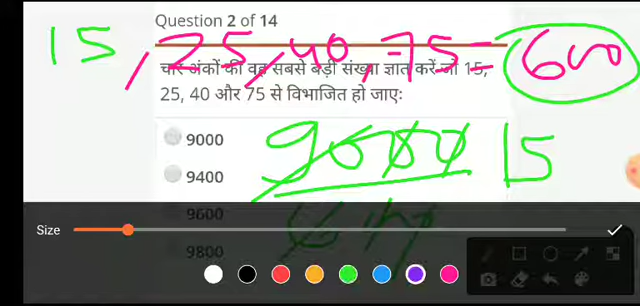 Question 2 of 14
15, 25, 40, 75 = 600
चार अंकों की वह सबसे बड़ी संख्या ज्ञात करें जो 15,
25, 40 और 75 से विभाजित हो जाएः
9000
9000 15
9400
9600
9800
Size